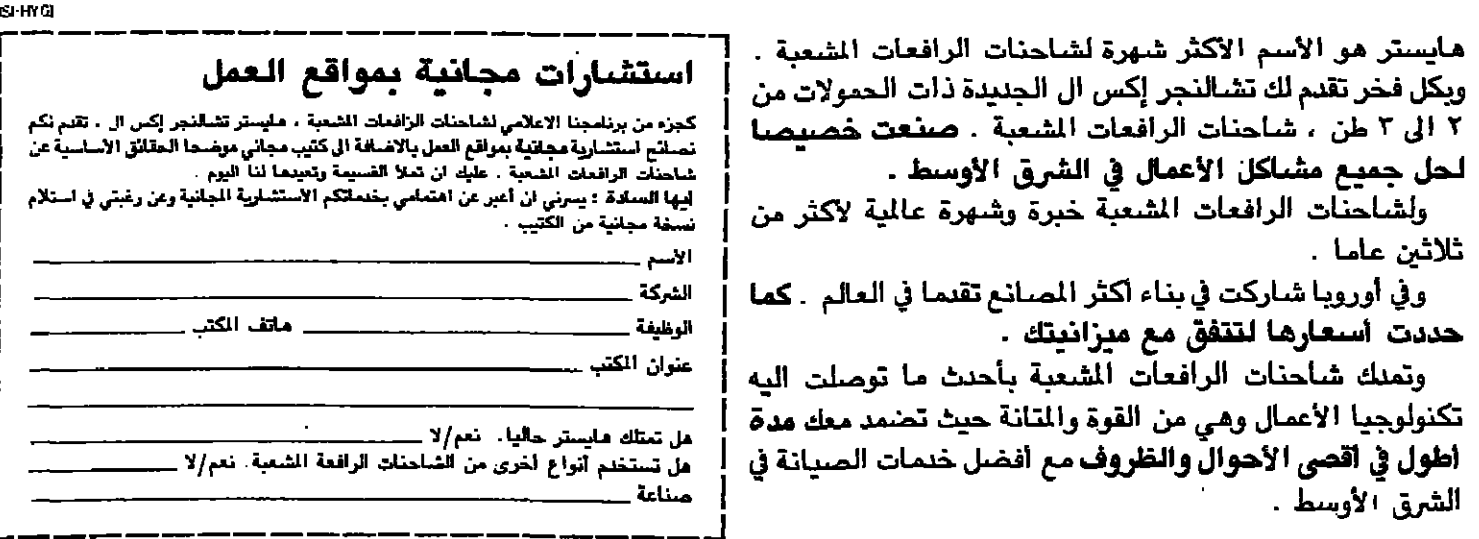 هايستر هو الأسم الأكثر شهرة لشاحنات الرافعات المشعبة .
وبكل فخر تقدم لك تشالنجر إكس ال الجديدة ذات الحمولات من
٢ الى ٣ طن ، شاحنات الرافعات المشعبة . صنعت خصيصا
لحل جميع مشاكل الأعمال في الشرق الأوسط .
ولشاحنات الرافعات المشعبة خبرة وشهرة عالمية لأكثر من
ثلاثين عاما .
وفي أوروبا شاركت في بناء أكثر المصانع تقدما في العالم . كما
حددت أسعارها لتتفق مع ميزانيتك .
وتمدك شاحنات الرافعات المشعبة بأحدث ما توصلت اليه
تكنولوجيا الأعمال وهي من القوة والمتانة حيث تضمد معك مدة
أطول في أقصى الأحوال والظروف مع أفضل خدمات الصيانة في
الشرق الأوسط .
استشارات مجانية بمواقع العمل
كجزء من برنامجنا الاعلامي لشاحنات الرافعات المشعبة ، هايستر تشالنجر إكس ال . تقدم نكم
نصائح استشارية مجانية بمواقع العمل بالاضافة الى كتيب مجاني موضحا الحقائق الأساسية عن
شاحنات الرافعات المشعبة . عليك ان تملأ القسيمة وتعيدها لنا اليوم .
ايها السادة : يسرني ان أعبر عن اهتمامي بخدماتكم الاستشارية المجانية وعن رغبتي في استلام
نسخة مجانية من الكتيب .
الأسم
الشركة
الوظيفة هاتف المكتب
عنوان المكتب
هل تمتلك هايستر حاليا. نعم/لا
هل تستخدم أنواع أخرى من الشاحنات الرافعة المشعبة. نعم/لا
صناعة